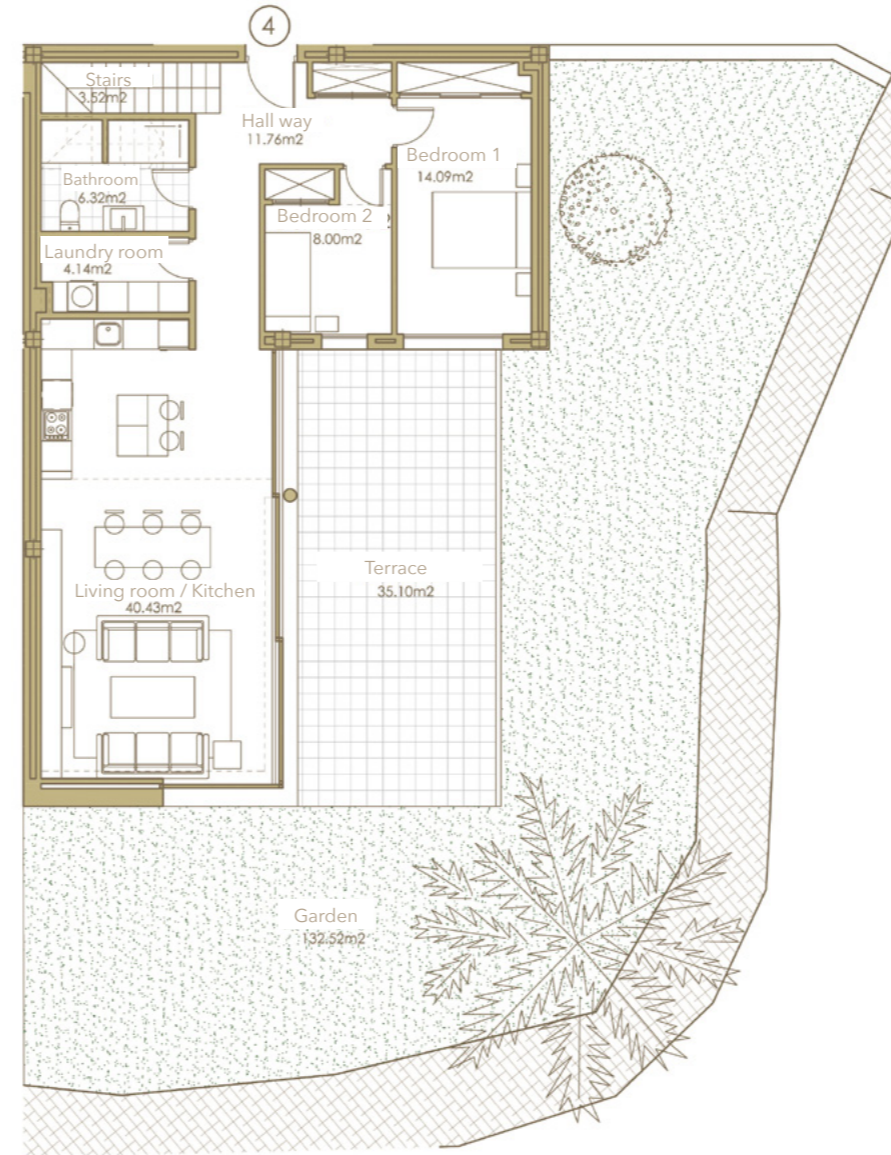 4
Stairs
3.52m2
Hall way
11.76m2
Bedroom 1
14.09m2
Bathroom
6.32m2
Bedroom 2
8.00m2
Laundry room
4.14m2
Terrace
35.10m2
Living room / Kitchen
40.43m2
Garden
132.52m2